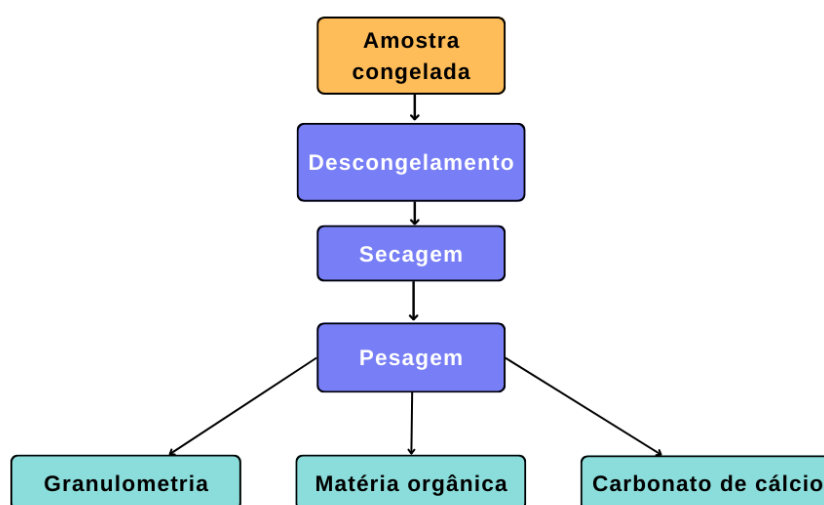 Amostra
congelada
Descongelamento
Secagem
Pesagem
Granulometria
Matéria orgânica
Carbonato de cálcio